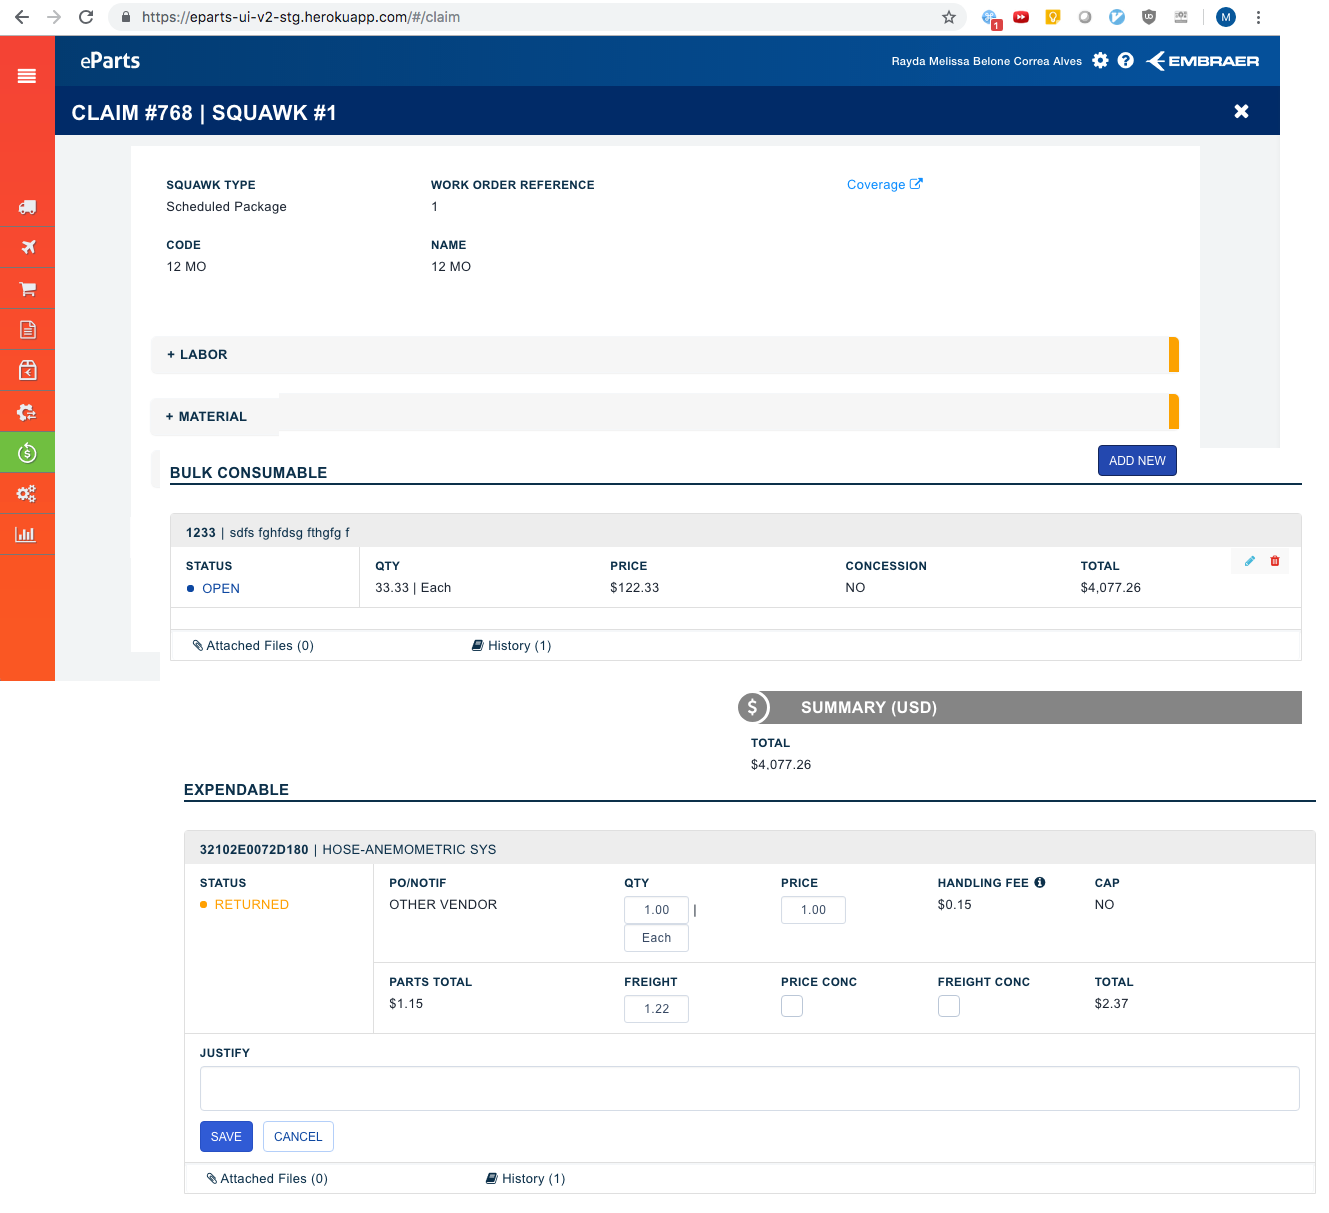 https://eparts-ui-v2-stg.herokuapp.com/#/claim
1
M
eParts
Rayda Melissa Belone Correa Alves
EMBRAER
CLAIM #768 | SQUAWK #1
SQUAWK TYPE WORK ORDER REFERENCE Coverage
Scheduled Package 1
CODE NAME
12 MO 12 MO
+ LABOR
+ MATERIAL
ADD NEW
BULK CONSUMABLE
1233 | sdfs fghfdsg fthgfg f
STATUS QTY PRICE CONCESSION TOTAL
OPEN 33.33 | Each $122.33 NO $4,077.26
Attached Files (0) History (1)
$ SUMMARY (USD)
TOTAL
$4,077.26
EXPENDABLE
32102E0072D180 | HOSE-ANEMOMETRIC SYS
STATUS PO/NOTIF QTY PRICE HANDLING FEE CAP
RETURNED OTHER VENDOR 1.00 | 1.00 $0.15 NO
Each
PARTS TOTAL FREIGHT PRICE CONC FREIGHT CONC TOTAL
$1.15 1.22 $2.37
JUSTIFY
SAVE CANCEL
Attached Files (0) History (1)